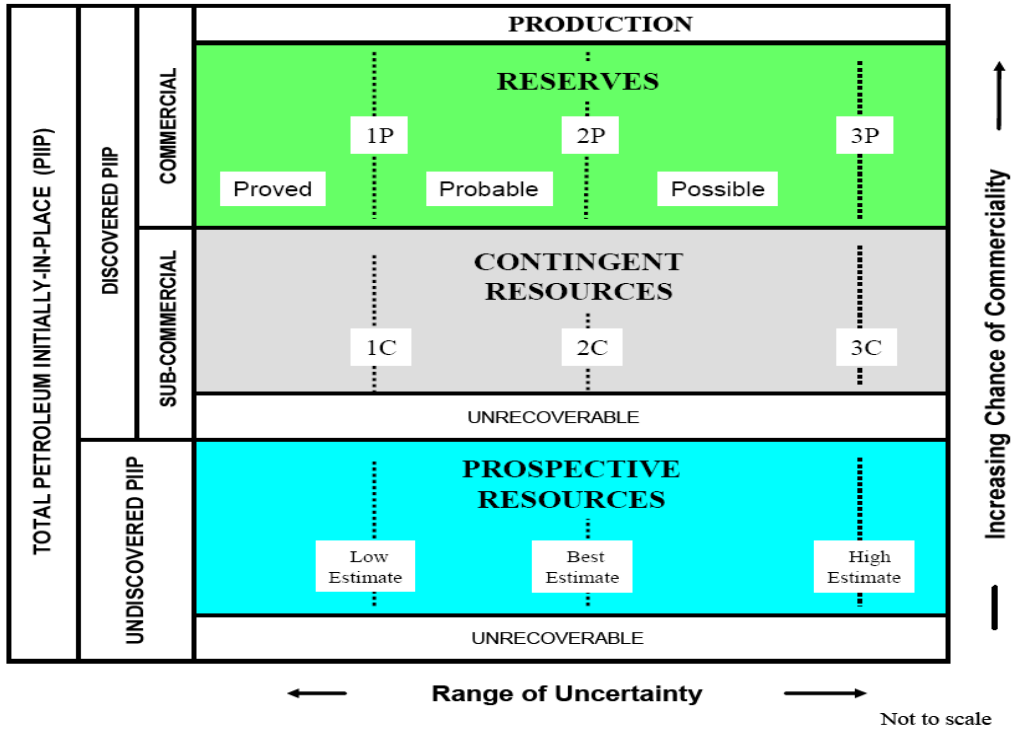 TOTAL PETROLEUM INITIALLY-IN-PLACE (PIIP)
DISCOVERED PIIP
UNDISCOVERED PIIP
COMMERCIAL
SUB-COMMERCIAL
PRODUCTION
RESERVES
1P
2P
3P
Proved
Probable
Possible
CONTINGENT
RESOURCES
1C
2C
3C
UNRECOVERABLE
PROSPECTIVE
RESOURCES
Low
Estimate
Best
Estimate
High
Estimate
UNRECOVERABLE
Increasing Chance of Commerciality
Range of Uncertainty
Not to scale